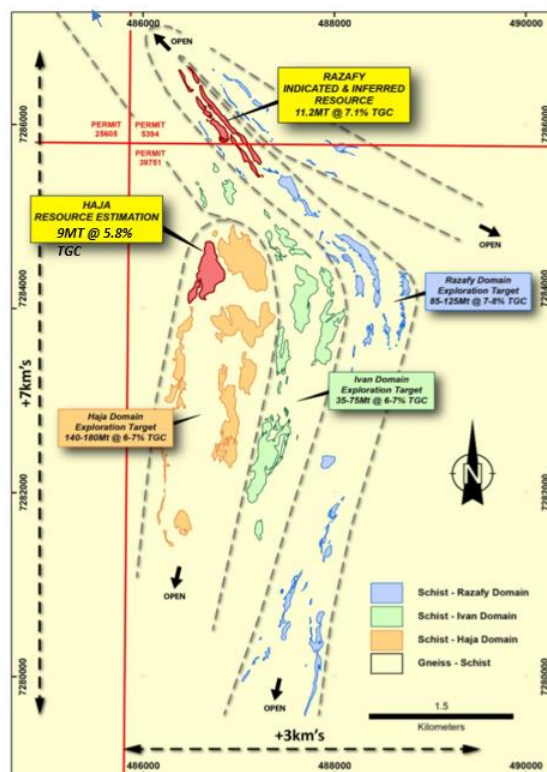 486000
488000
490000
OPEN
RAZAFY
INDICATED & INFERRED
RESOURCE
11.2MT @ 7.1% TGC
7286000
7286000
PERMIT
25605
PERMIT
5394
PERMIT
39751
HAJA
RESOURCE ESTIMATION
9MT @ 5.8%
TGC
OPEN
7284000
7284000
Razafy Domain
Exploration Target
85-125Mt @ 7-8% TGC
+7km's
Ivan Domain
Exploration Target
35-75Mt @ 6-7% TGC
Haja Domain
Exploration Target
140-180Mt @ 6-7% TGC
N
7282000
7282000
OPEN
Schist - Razafy Domain
Schist - Ivan Domain
Schist - Haja Domain
Gneiss - Schist
7280000
7280000
OPEN
1.5
Kilometers
+3km's
486000
488000
490000